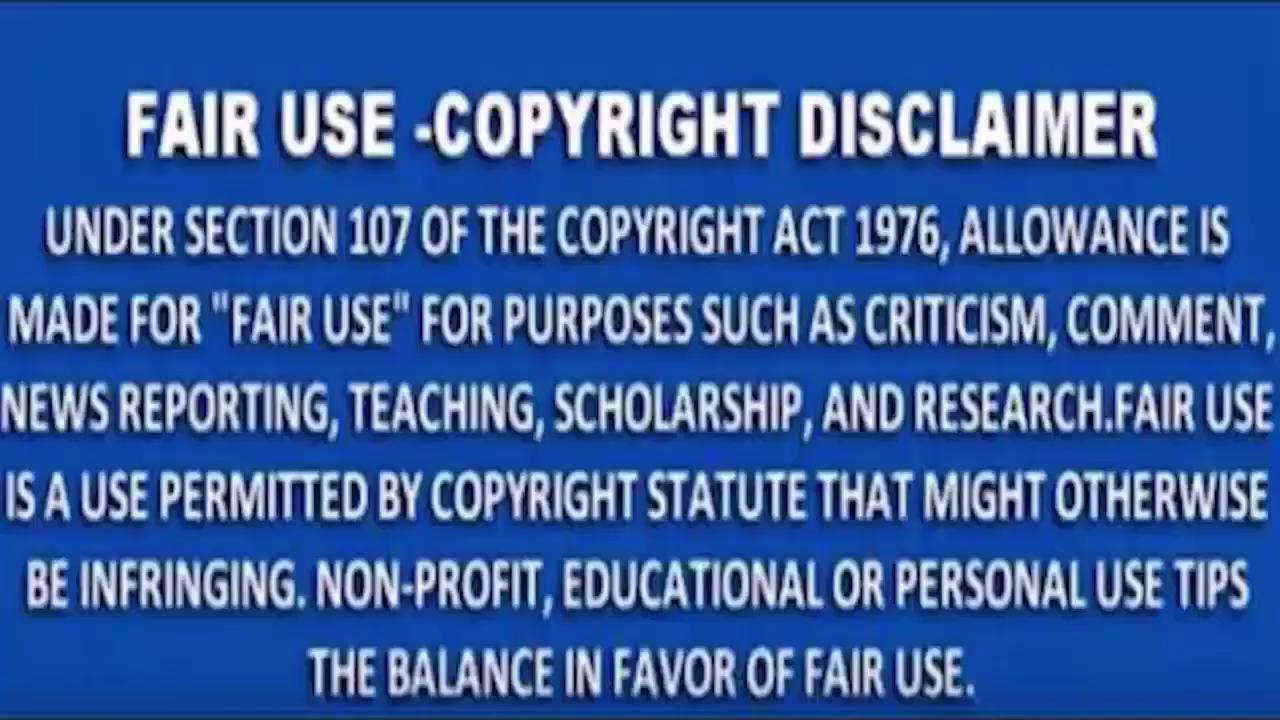 FAIR USE -COPYRIGHT DISCLAIMER
UNDER SECTION 107 OF THE COPYRIGHT ACT 1976, ALLOWANCE IS
MADE FOR "FAIR USE" FOR PURPOSES SUCH AS CRITICISM, COMMENT,
NEWS REPORTING, TEACHING, SCHOLARSHIP, AND RESEARCH.FAIR USE
IS A USE PERMITTED BY COPYRIGHT STATUTE THAT MIGHT OTHERWISE
BE INFRINGING. NON-PROFIT, EDUCATIONAL OR PERSONAL USE TIPS
THE BALANCE IN FAVOR OF FAIR USE.